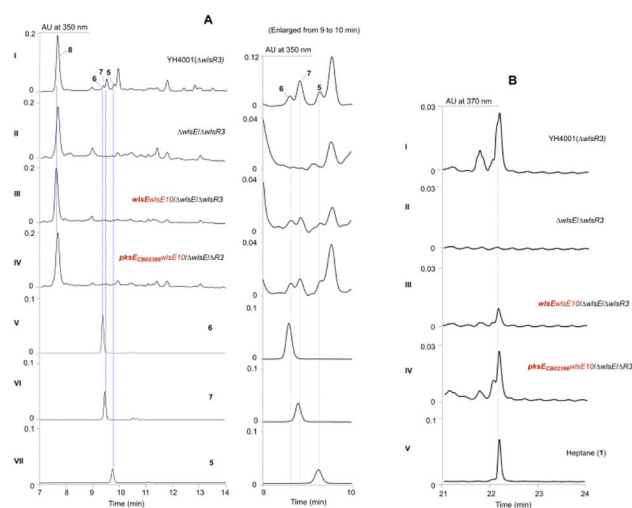 A
(Enlarged from 9 to 10 min)
AU at 350 nm
AU at 350 nm
B
AU at 370 nm
I
0.2
0
8
6
7
5
YH4001(ΔwlsR3)
0.12
0
6
7
5
I
0.03
0
YH4001(ΔwlsR3)
II
0.2
0
ΔwlsE/ΔwlsR3
0.04
0
II
0.03
0
ΔwlsE/ΔwlsR3
III
0.2
0
wlsEwlsE10/ΔwlsE/ΔwlsR3
0.04
0
III
0.03
0
wlsEwlsE10/ΔwlsE/ΔwlsR3
IV
0.2
0
pksECB02366wlsE10/ΔwlsE/ΔR3
0.04
0
IV
0.03
0
pksECB02366wlsE10/ΔwlsE/ΔR3
V
0.1
0
6
0.1
0
V
0.1
0
Heptane (1)
VI
0.1
0
7
0.1
0
VII
0.1
0
5
0.1
0
7 8 9 10 11 12 13 14
Time (min)
9 10
Time (min)
21 22 23 24
Time (min)